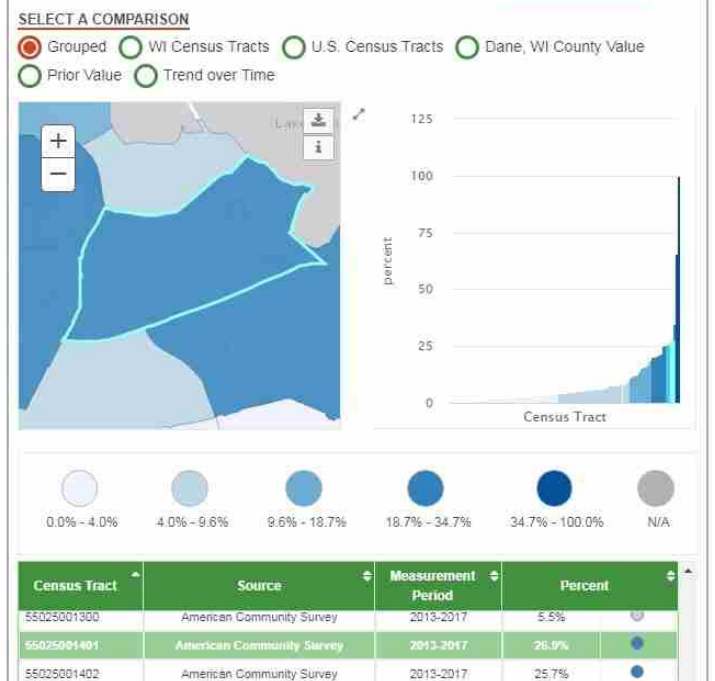 SELECT A COMPARISON
Grouped WI Census Tracts U.S. Census Tracts Dane, WI County Value
Prior Value Trend over Time
+
−
i
125
100
75
50
25
0
percent
Census Tract
0.0% - 4.0% 4.0% - 9.6% 9.6% - 18.7% 18.7% - 34.7% 34.7% - 100.0% N/A
Census Tract Source Measurement Period Percent
55025001300 American Community Survey 2013-2017 5.5%
55025001401 American Community Survey 2013-2017 26.9%
55025001402 American Community Survey 2013-2017 25.7%